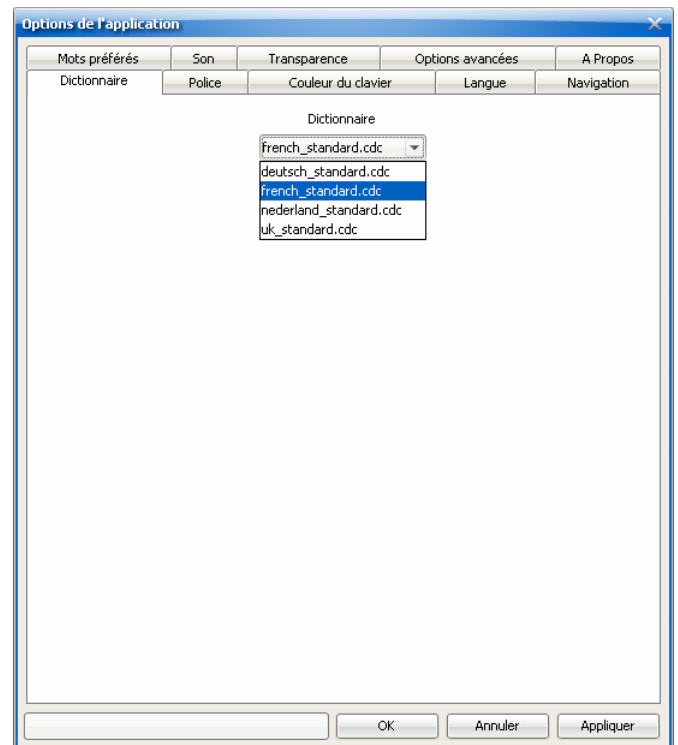 Options de l'application
Mots préférés Son Transparence Options avancées A Propos
Dictionnaire Police Couleur du clavier Langue Navigation
Dictionnaire
french_standard.cdc
deutsch_standard.cdc
french_standard.cdc
nederland_standard.cdc
uk_standard.cdc
OK Annuler Appliquer